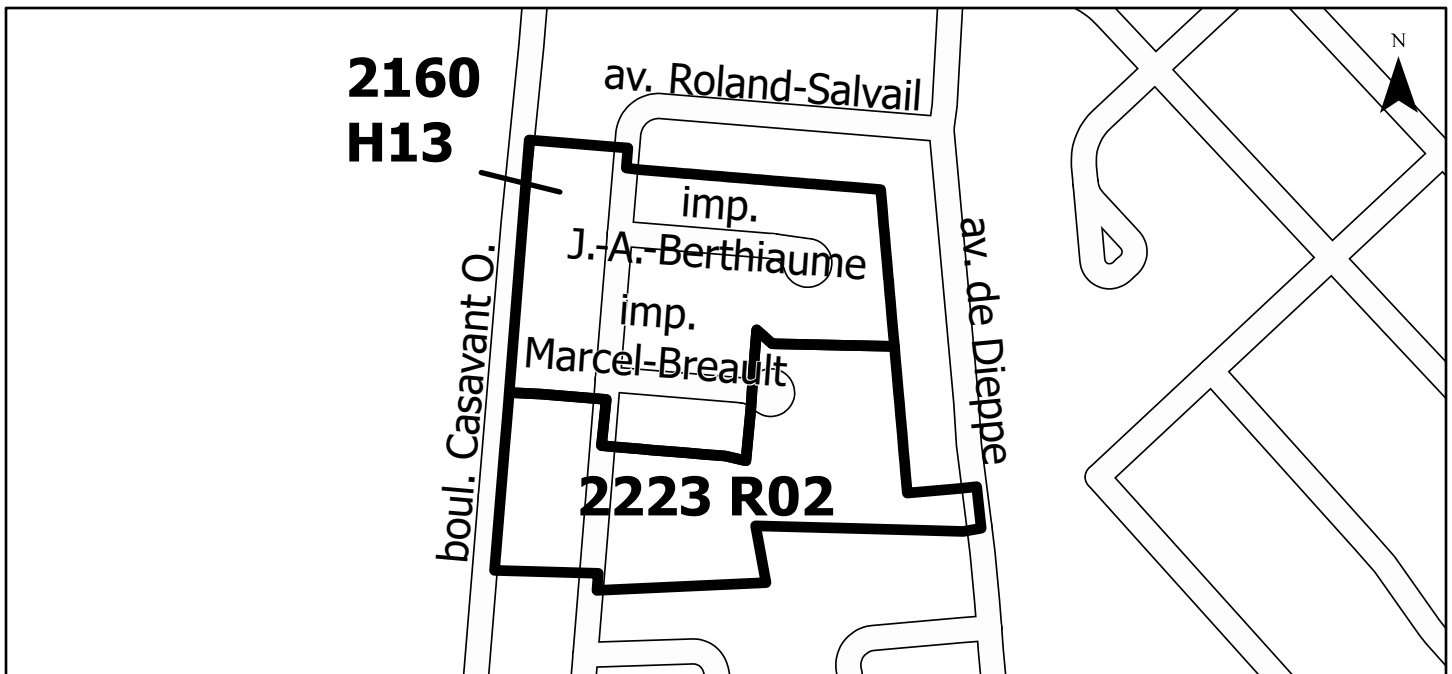 N
2160
H13
av. Roland-Salvail
imp.
J.-A.-Berthiaume
imp.
Marcel-Breault
boul. Casavant O.
av. de Dieppe
2223 R02